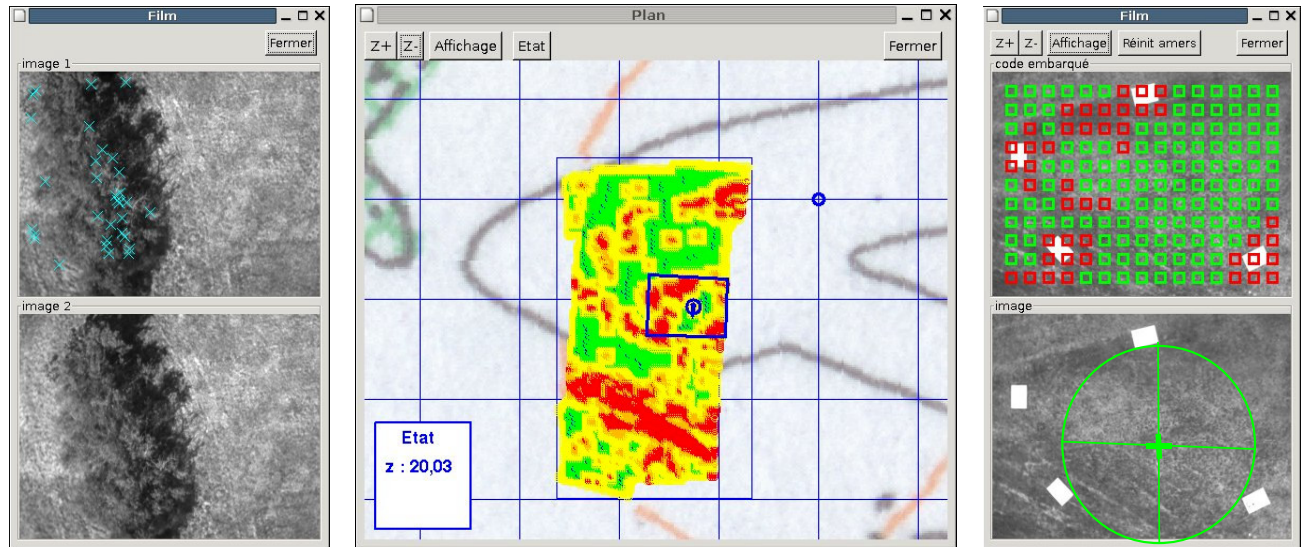 Film
Fermer
image 1
image 2
Plan
Z+ Z- Affichage Etat Fermer
Etat
z : 20,03
Film
Z+ Z- Affichage Réinit amers Fermer
code embarqué
image